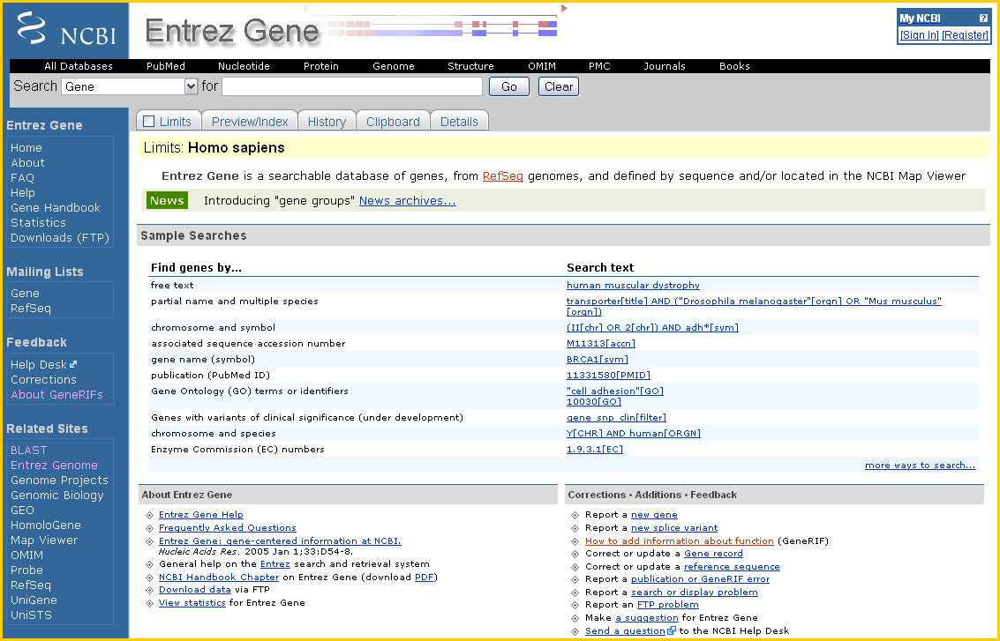 NCBI
Entrez Gene
My NCBI ?
[Sign In] [Register]
All Databases PubMed Nucleotide Protein Genome Structure OMIM PMC Journals Books
Search Gene for Go Clear
Limits Preview/Index History Clipboard Details
Entrez Gene
Home
About
FAQ
Help
Gene Handbook
Statistics
Downloads (FTP)
Mailing Lists
Gene
RefSeq
Feedback
Help Desk
Corrections
About GeneRIFs
Related Sites
BLAST
Entrez Genome
Genome Projects
Genomic Biology
GEO
HomoloGene
Map Viewer
OMIM
Probe
RefSeq
UniGene
UniSTS
Limits: Homo sapiens
Entrez Gene is a searchable database of genes, from RefSeq genomes, and defined by sequence and/or located in the NCBI Map Viewer
News Introducing "gene groups" News archives...
Sample Searches
Find genes by... Search text
free text human muscular dystrophy
partial name and multiple species transporter[title] AND ("Drosophila melanogaster"[orgn] OR "Mus musculus"
[orgn])
chromosome and symbol (II[chr] OR 2[chr]) AND adh*[sym]
associated sequence accession number M11313[accn]
gene name (symbol) BRCA1[sym]
publication (PubMed ID) 11331580[PMID]
Gene Ontology (GO) terms or identifiers "cell adhesion"[GO]
10030[GO]
Genes with variants of clinical significance (under development) gene_snp_clin[filter]
chromosome and species Y[CHR] AND human[ORGN]
Enzyme Commission (EC) numbers 1.9.3.1[EC]
more ways to search...
About Entrez Gene
Entrez Gene Help
Frequently Asked Questions
Entrez Gene: gene-centered information at NCBI.
Nucleic Acids Res. 2005 Jan 1;33:D54-8.
General help on the Entrez search and retrieval system
NCBI Handbook Chapter on Entrez Gene (download PDF)
Download data via FTP
View statistics for Entrez Gene
Corrections • Additions • Feedback
Report a new gene
Report a new splice variant
How to add information about function (GeneRIF)
Correct or update a Gene record
Correct or update a reference sequence
Report a publication or GeneRIF error
Report a search or display problem
Report an FTP problem
Make a suggestion for Entrez Gene
Send a question to the NCBI Help Desk